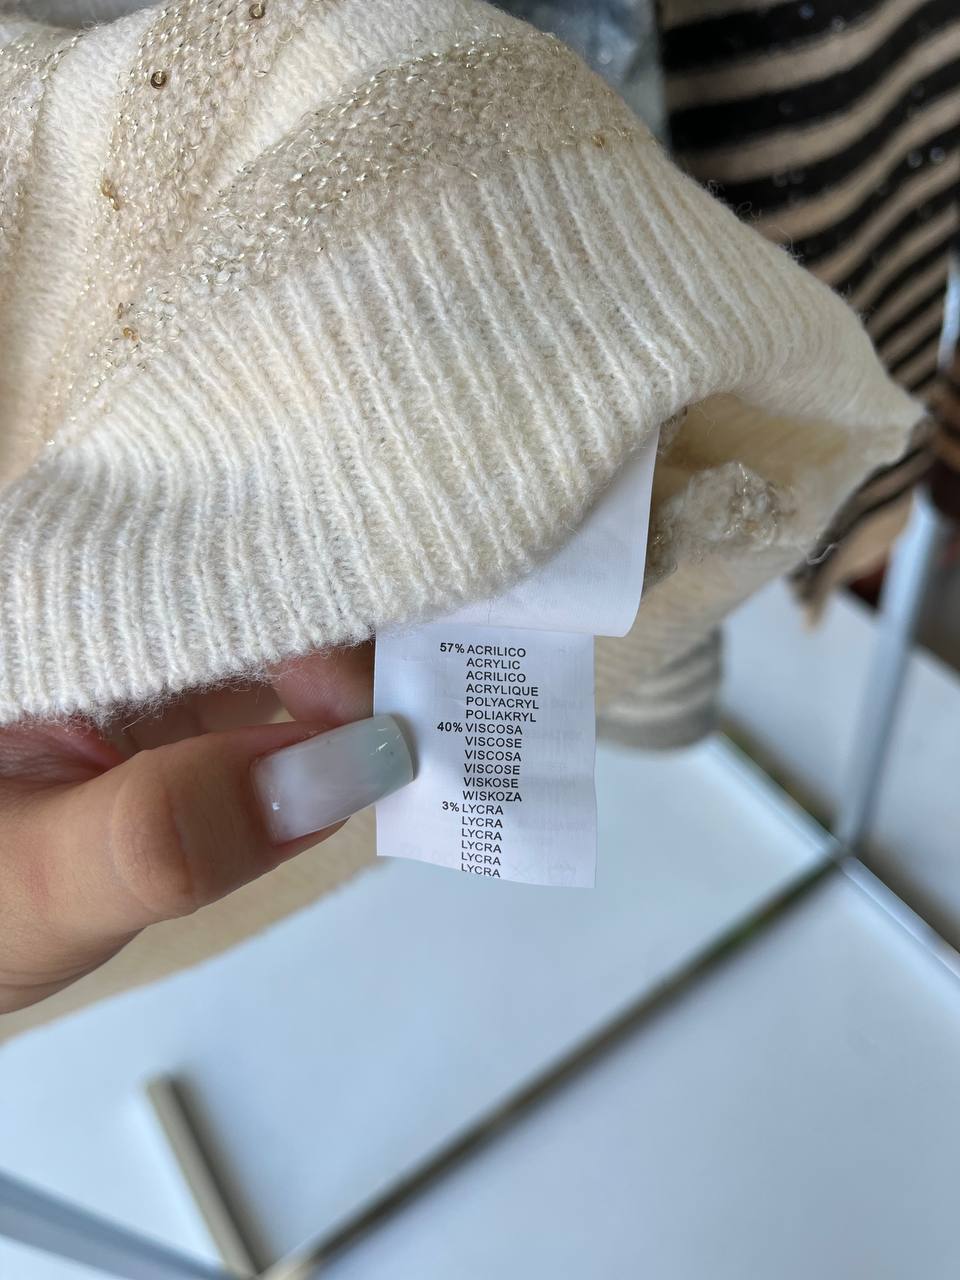 57% ACRILICO
ACRYLIC
ACRILICO
ACRYLIQUE
POLYACRYL
POLIAKRYL
40% VISCOSA
VISCOSE
VISCOSA
VISCOSE
VISKOSE
WISKOZA
3% LYCRA
LYCRA
LYCRA
LYCRA
LYCRA
LYCRA